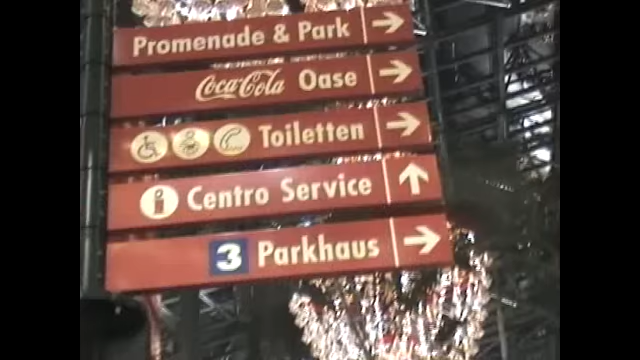 Promenade & Park
Coca-Cola Oase
Toiletten
i Centro Service
3 Parkhaus